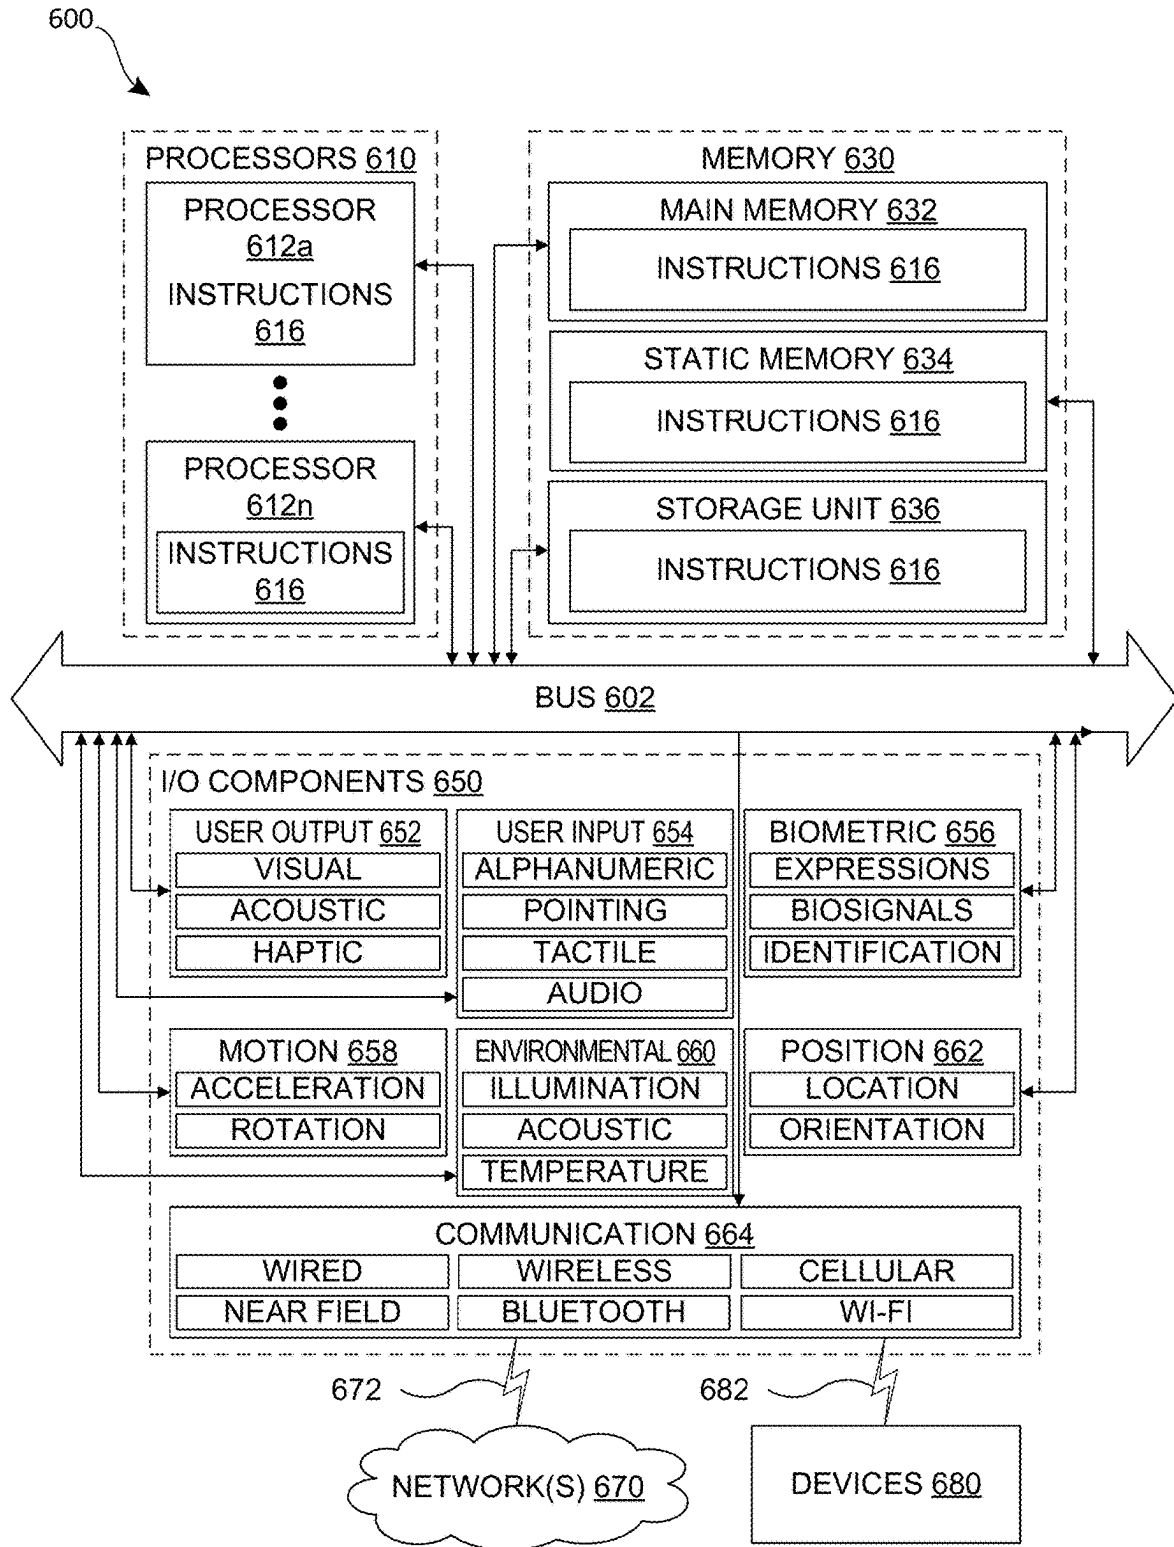 600
PROCESSORS 610
PROCESSOR
612a
INSTRUCTIONS
616
PROCESSOR
612n
INSTRUCTIONS
616
MEMORY 630
MAIN MEMORY 632
INSTRUCTIONS 616
STATIC MEMORY 634
INSTRUCTIONS 616
STORAGE UNIT 636
INSTRUCTIONS 616
BUS 602
I/O COMPONENTS 650
USER OUTPUT 652
VISUAL
ACOUSTIC
HAPTIC
USER INPUT 654
ALPHANUMERIC
POINTING
TACTILE
AUDIO
BIOMETRIC 656
EXPRESSIONS
BIOSIGNALS
IDENTIFICATION
MOTION 658
ACCELERATION
ROTATION
ENVIRONMENTAL 660
ILLUMINATION
ACOUSTIC
TEMPERATURE
POSITION 662
LOCATION
ORIENTATION
COMMUNICATION 664
WIRED
WIRELESS
CELLULAR
NEAR FIELD
BLUETOOTH
WI-FI
672
682
NETWORK(S) 670
DEVICES 680